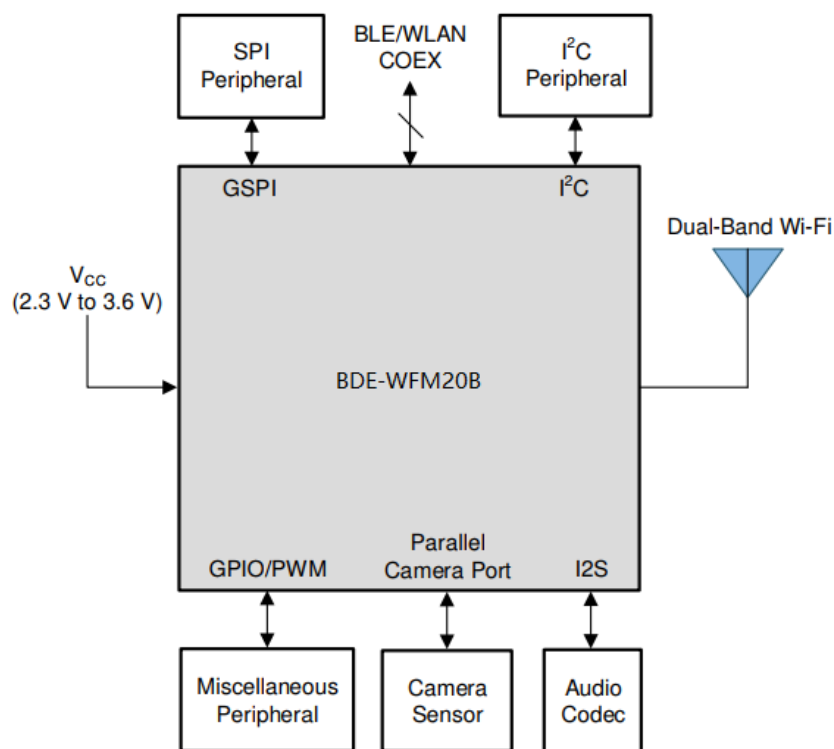 SPI
Peripheral
BLE/WLAN
COEX
I²C
Peripheral
GSPI
I²C
Dual-Band Wi-Fi
VCC
(2.3 V to 3.6 V)
BDE-WFM20B
GPIO/PWM
Parallel
Camera Port
I2S
Miscellaneous
Peripheral
Camera
Sensor
Audio
Codec